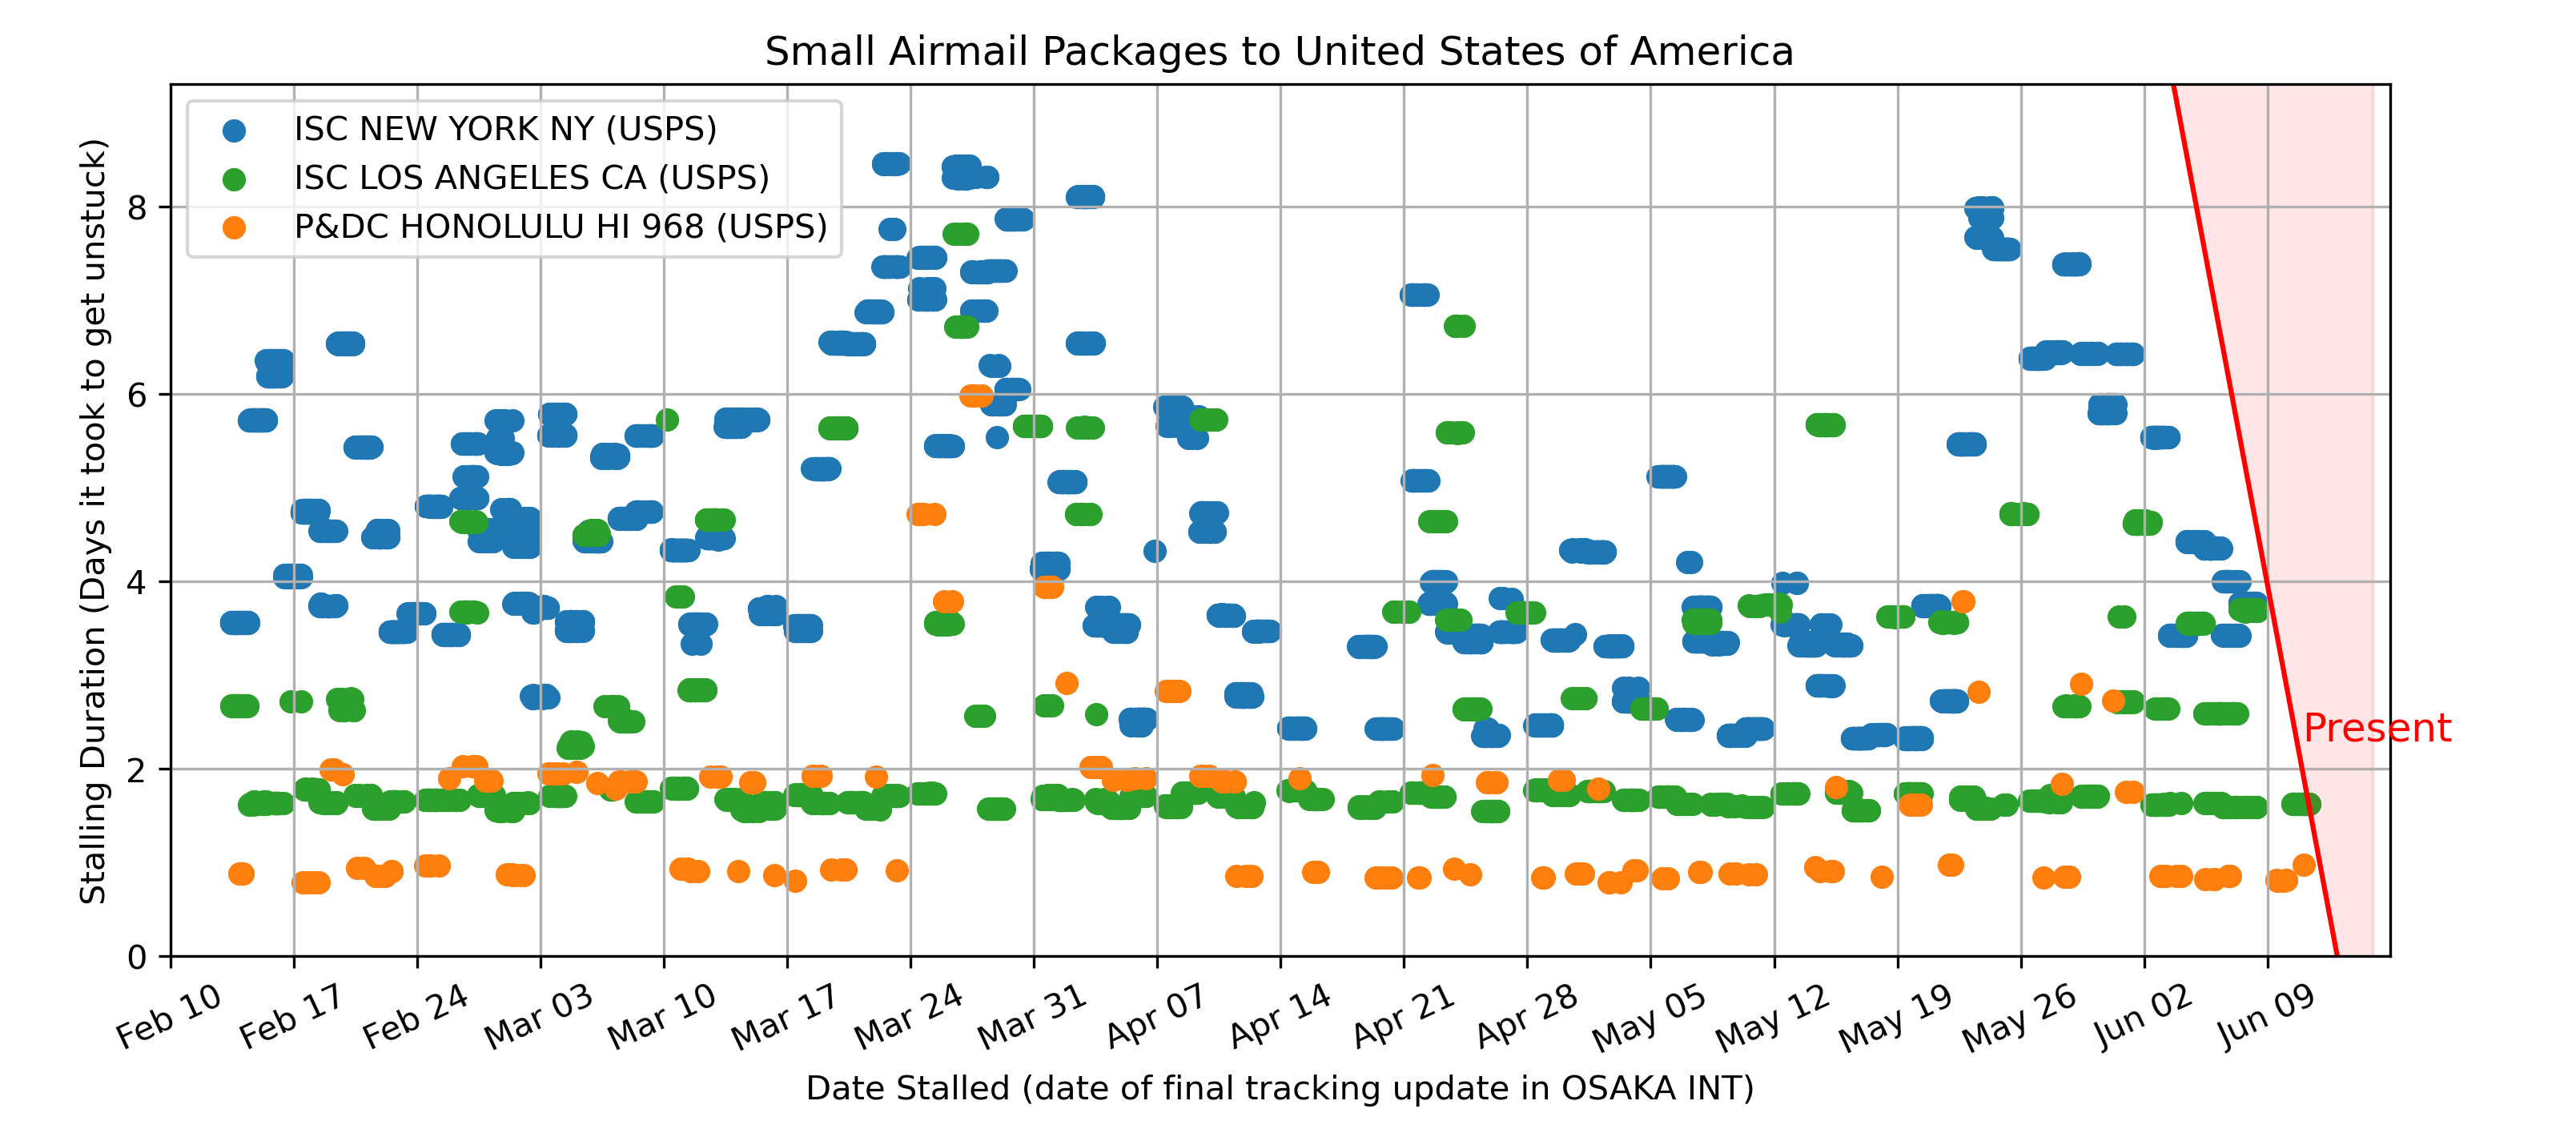 Small Airmail Packages to United States of America
ISC NEW YORK NY (USPS)
ISC LOS ANGELES CA (USPS)
P&DC HONOLULU HI 968 (USPS)
Stalling Duration (Days it took to get unstuck)
8
6
4
2
0
Present
Feb 10
Feb 17
Feb 24
Mar 03
Mar 10
Mar 17
Mar 24
Mar 31
Apr 07
Apr 14
Apr 21
Apr 28
May 05
May 12
May 19
May 26
Jun 02
Jun 09
Date Stalled (date of final tracking update in OSAKA INT)